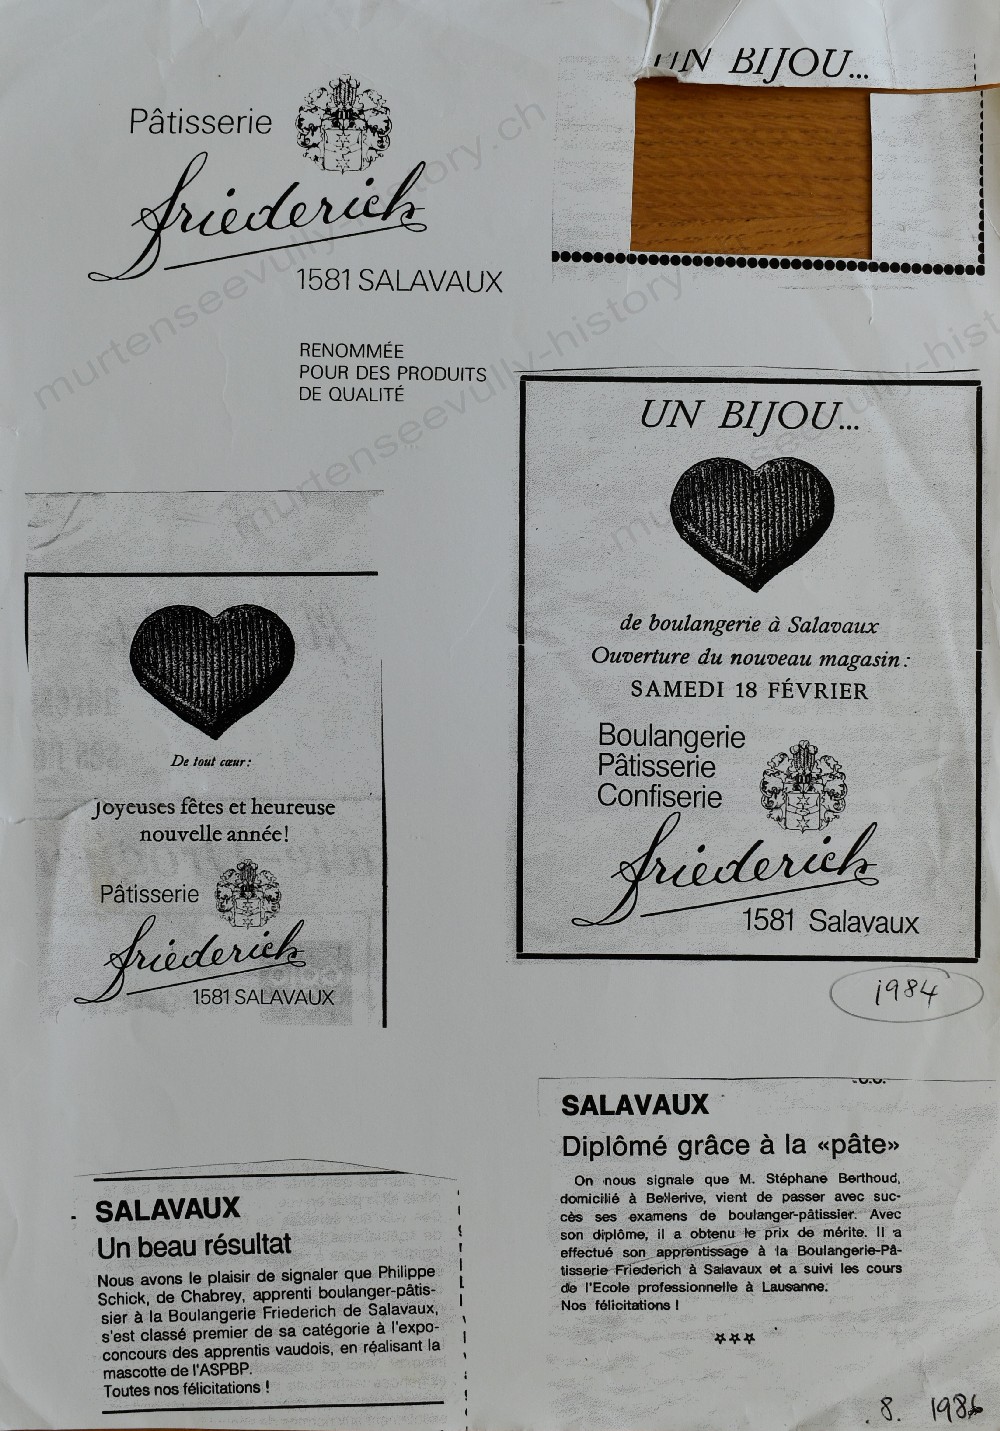 UN BIJOU...
Pâtisserie
Friederich
1581 SALAVAUX
RENOMMÉE
POUR DES PRODUITS
DE QUALITÉ
UN BIJOU...
de boulangerie à Salavaux
Ouverture du nouveau magasin :
SAMEDI 18 FÉVRIER
Boulangerie
Pâtisserie
Confiserie
Friederich
1581 Salavaux
1984
De tout cœur :
Joyeuses fêtes et heureuse
nouvelle année !
Pâtisserie
Friederich
1581 SALAVAUX
SALAVAUX
Un beau résultat
Nous avons le plaisir de signaler que Philippe
Schick, de Chabrey, apprenti boulanger-pâtis-
sier à la Boulangerie Friederich de Salavaux,
s'est classé premier de sa catégorie à l'expo-
concours des apprentis vaudois, en réalisant la
mascotte de l'ASPBP.
Toutes nos félicitations !
SALAVAUX
Diplômé grâce à la «pâte»
On nous signale que M. Stéphane Berthoud,
domicilié à Bellerive, vient de passer avec suc-
cès ses examens de boulanger-pâtissier. Avec
son diplôme, il a obtenu le prix de mérite. Il a
effectué son apprentissage à la Boulangerie-Pâ-
tisserie Friederich à Salavaux et a suivi les cours
de l'Ecole professionnelle à Lausanne.
Nos félicitations !
.8. 1986
murtenseevully-history.ch
murtenseevully-history